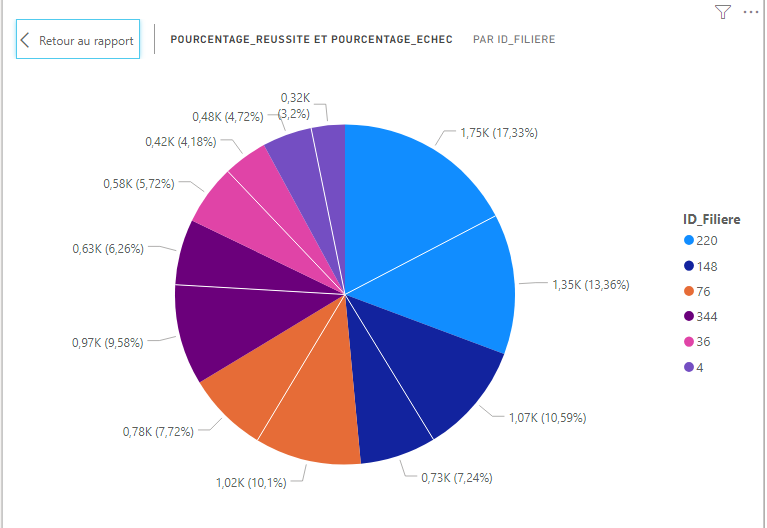 Retour au rapport
POURCENTAGE_REUSSITE ET POURCENTAGE_ECHEC
PAR ID_FILIERE
0,32K
(3,2%)
0,48K (4,72%)
0,42K (4,18%)
0,58K (5,72%)
0,63K (6,26%)
0,97K (9,58%)
0,78K (7,72%)
1,02K (10,1%)
0,73K (7,24%)
1,07K (10,59%)
1,35K (13,36%)
1,75K (17,33%)
ID_Filiere
220
148
76
344
36
4